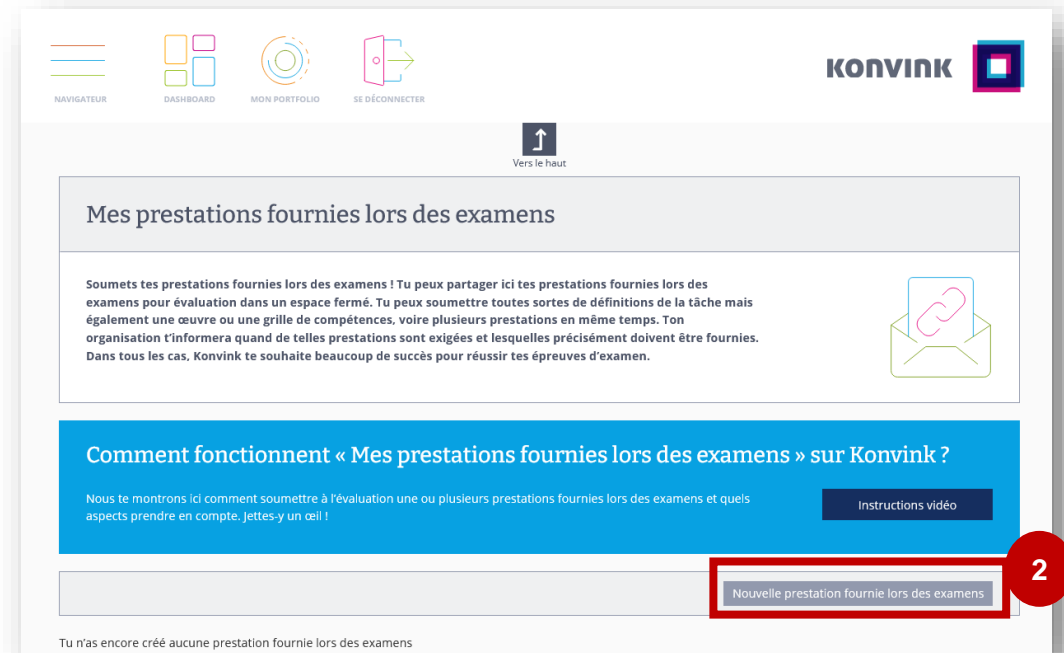 NAVIGATEUR
DASHBOARD
MON PORTFOLIO
SE DÉCONNECTER
KONVINK
Vers le haut
Mes prestations fournies lors des examens
Soumets tes prestations fournies lors des examens ! Tu peux partager ici tes prestations fournies lors des
examens pour évaluation dans un espace fermé. Tu peux soumettre toutes sortes de définitions de la tâche mais
également une œuvre ou une grille de compétences, voire plusieurs prestations en même temps. Ton
organisation t’informera quand de telles prestations sont exigées et lesquelles précisément doivent être fournies.
Dans tous les cas, Konvink te souhaite beaucoup de succès pour réussir tes épreuves d’examen.
Comment fonctionnent « Mes prestations fournies lors des examens » sur Konvink ?
Nous te montrons ici comment soumettre à l’évaluation une ou plusieurs prestations fournies lors des examens et quels
aspects prendre en compte. Jettes-y un œil !
Instructions vidéo
2
Nouvelle prestation fournie lors des examens
Tu n'as encore créé aucune prestation fournie lors des examens